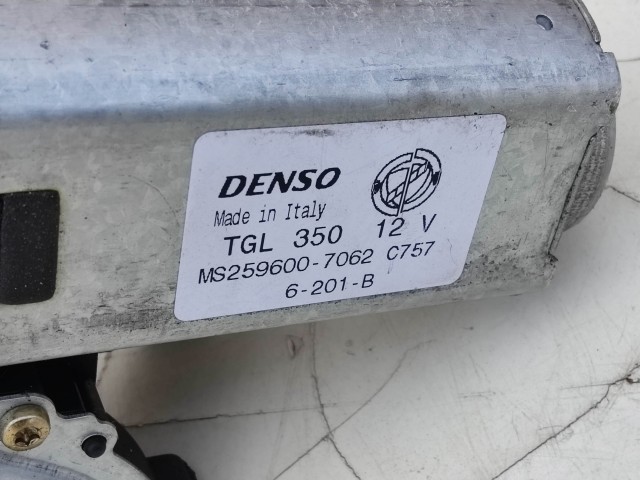 DENSO
Made in Italy
TGL 350 12 V
MS259600-7062 C757
6-201-B